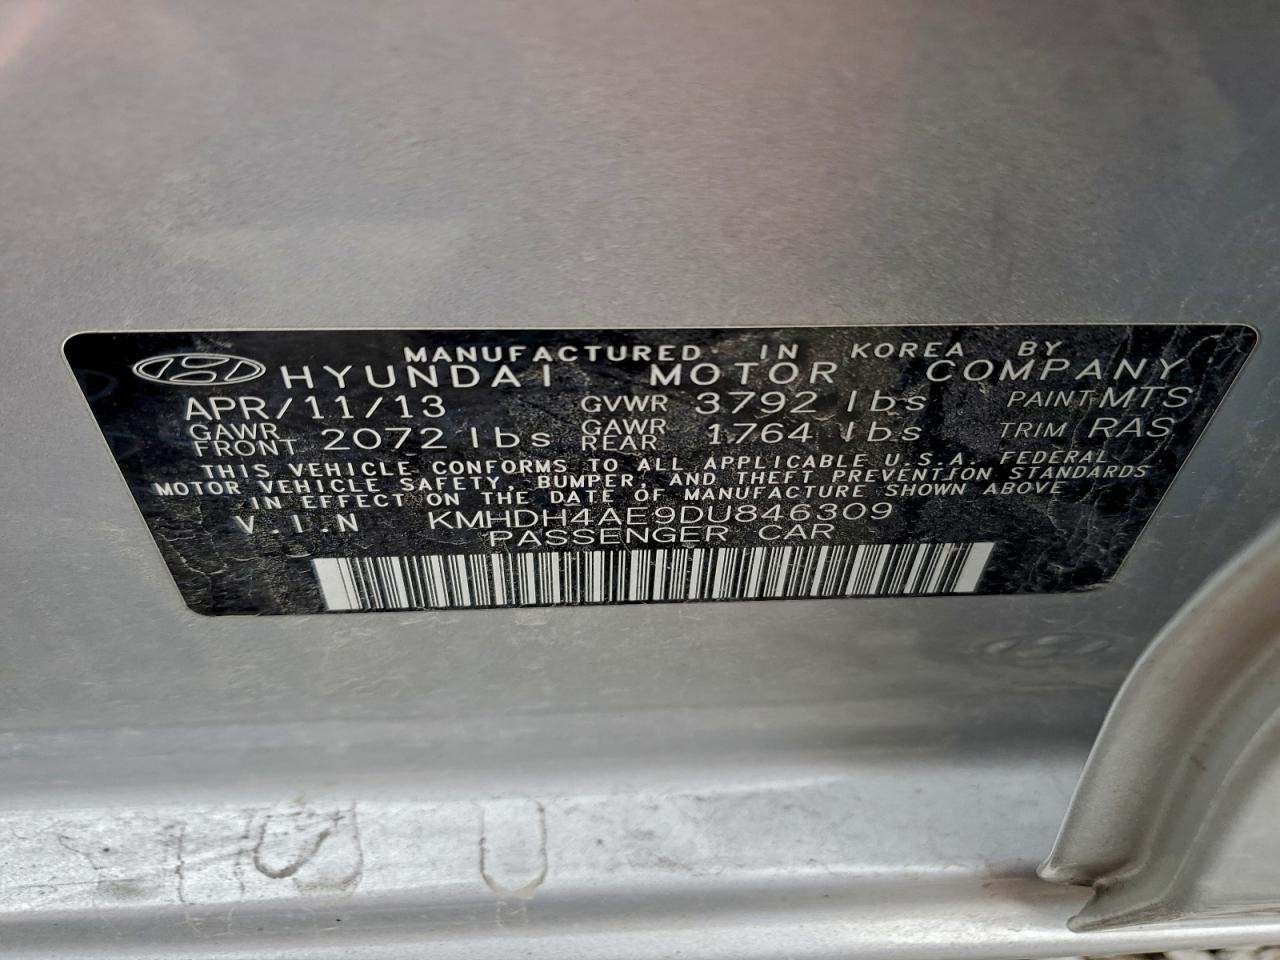 MANUFACTURED IN KOREA BY
HYUNDAI MOTOR COMPANY
APR/11/13 GVWR 3792 lbs PAINT MTS
GAWR FRONT 2072 lbs GAWR REAR 1764 lbs TRIM RAS
THIS VEHICLE CONFORMS TO ALL APPLICABLE U.S.A. FEDERAL
MOTOR VEHICLE SAFETY, BUMPER, AND THEFT PREVENTION STANDARDS
IN EFFECT ON THE DATE OF MANUFACTURE SHOWN ABOVE
V.I.N KMHDH4AE9DU846309
PASSENGER CAR